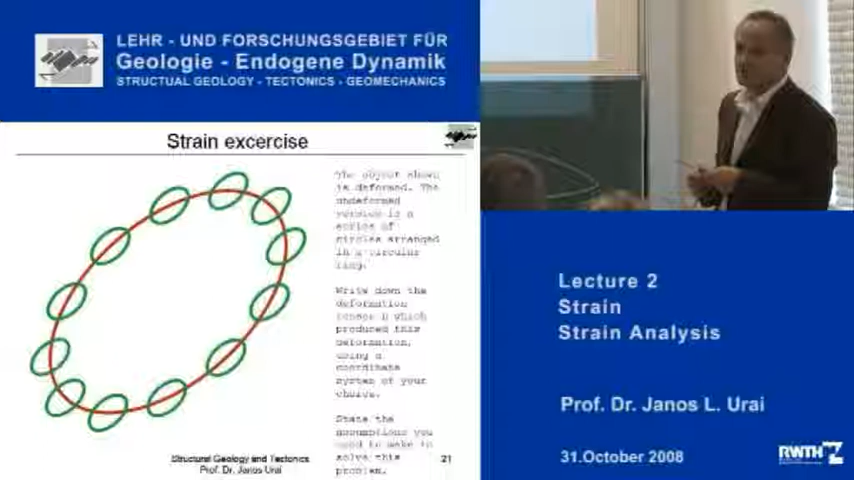 LEHR - UND FORSCHUNGSGEBIET FÜR
Geologie - Endogene Dynamik
STRUCTURAL GEOLOGY - TECTONICS - GEOMECHANICS
Strain excercise
The object shown
is deformed. The
undeformed
version is a
series of
circles arranged
in a circular
ring.
Write down the
deformation
tensor D which
produced this
deformation,
using a
coordinate
system of your
choice.
State the
assumptions you
need to make to
solve this
problem.
Structural Geology and Tectonics
Prof. Dr. Janos Urai
21
Lecture 2
Strain
Strain Analysis
Prof. Dr. Janos L. Urai
31.October 2008
RWTH